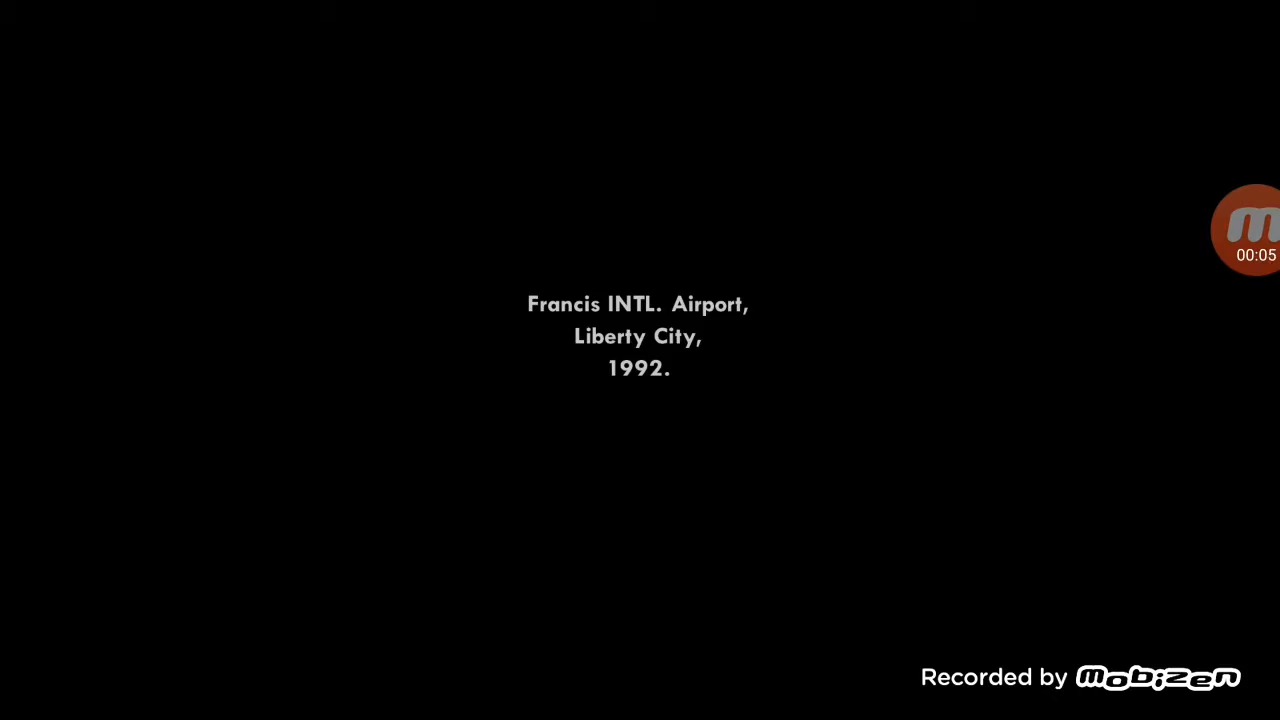 Francis INTL. Airport,
Liberty City,
1992.
m
00:05
Recorded by mobizen